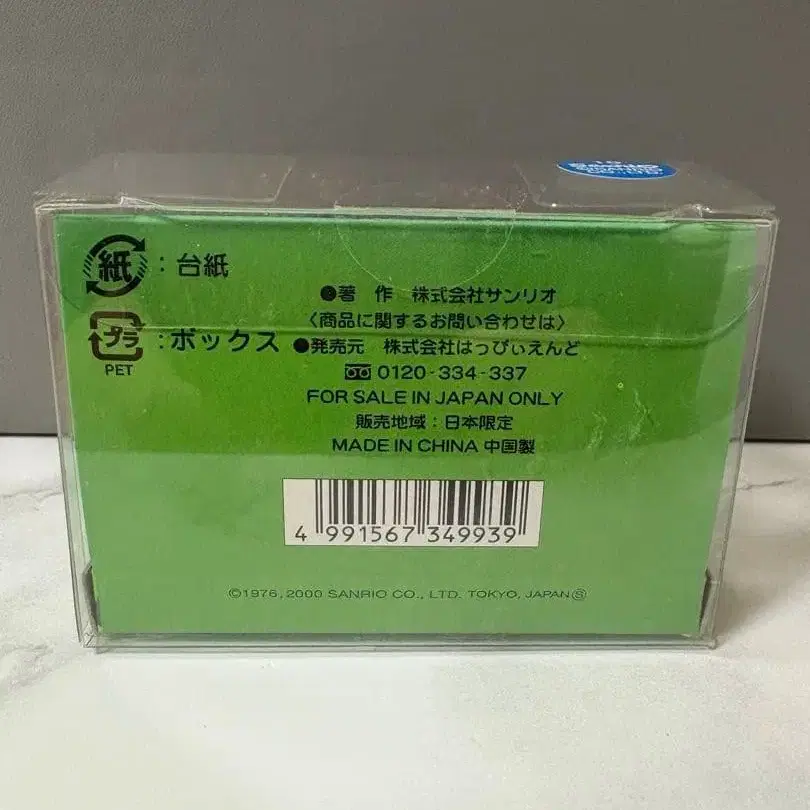 紙 : 台紙
プラ : ボックス
PET
●著 作 株式会社サンリオ
〈商品に関するお問い合わせは〉
●発売元 株式会社はっぴぃえんど
0120-334-337
FOR SALE IN JAPAN ONLY
販売地域：日本限定
MADE IN CHINA 中国製
4 991567 349939
©1976, 2000 SANRIO CO., LTD. TOKYO, JAPAN Ⓢ